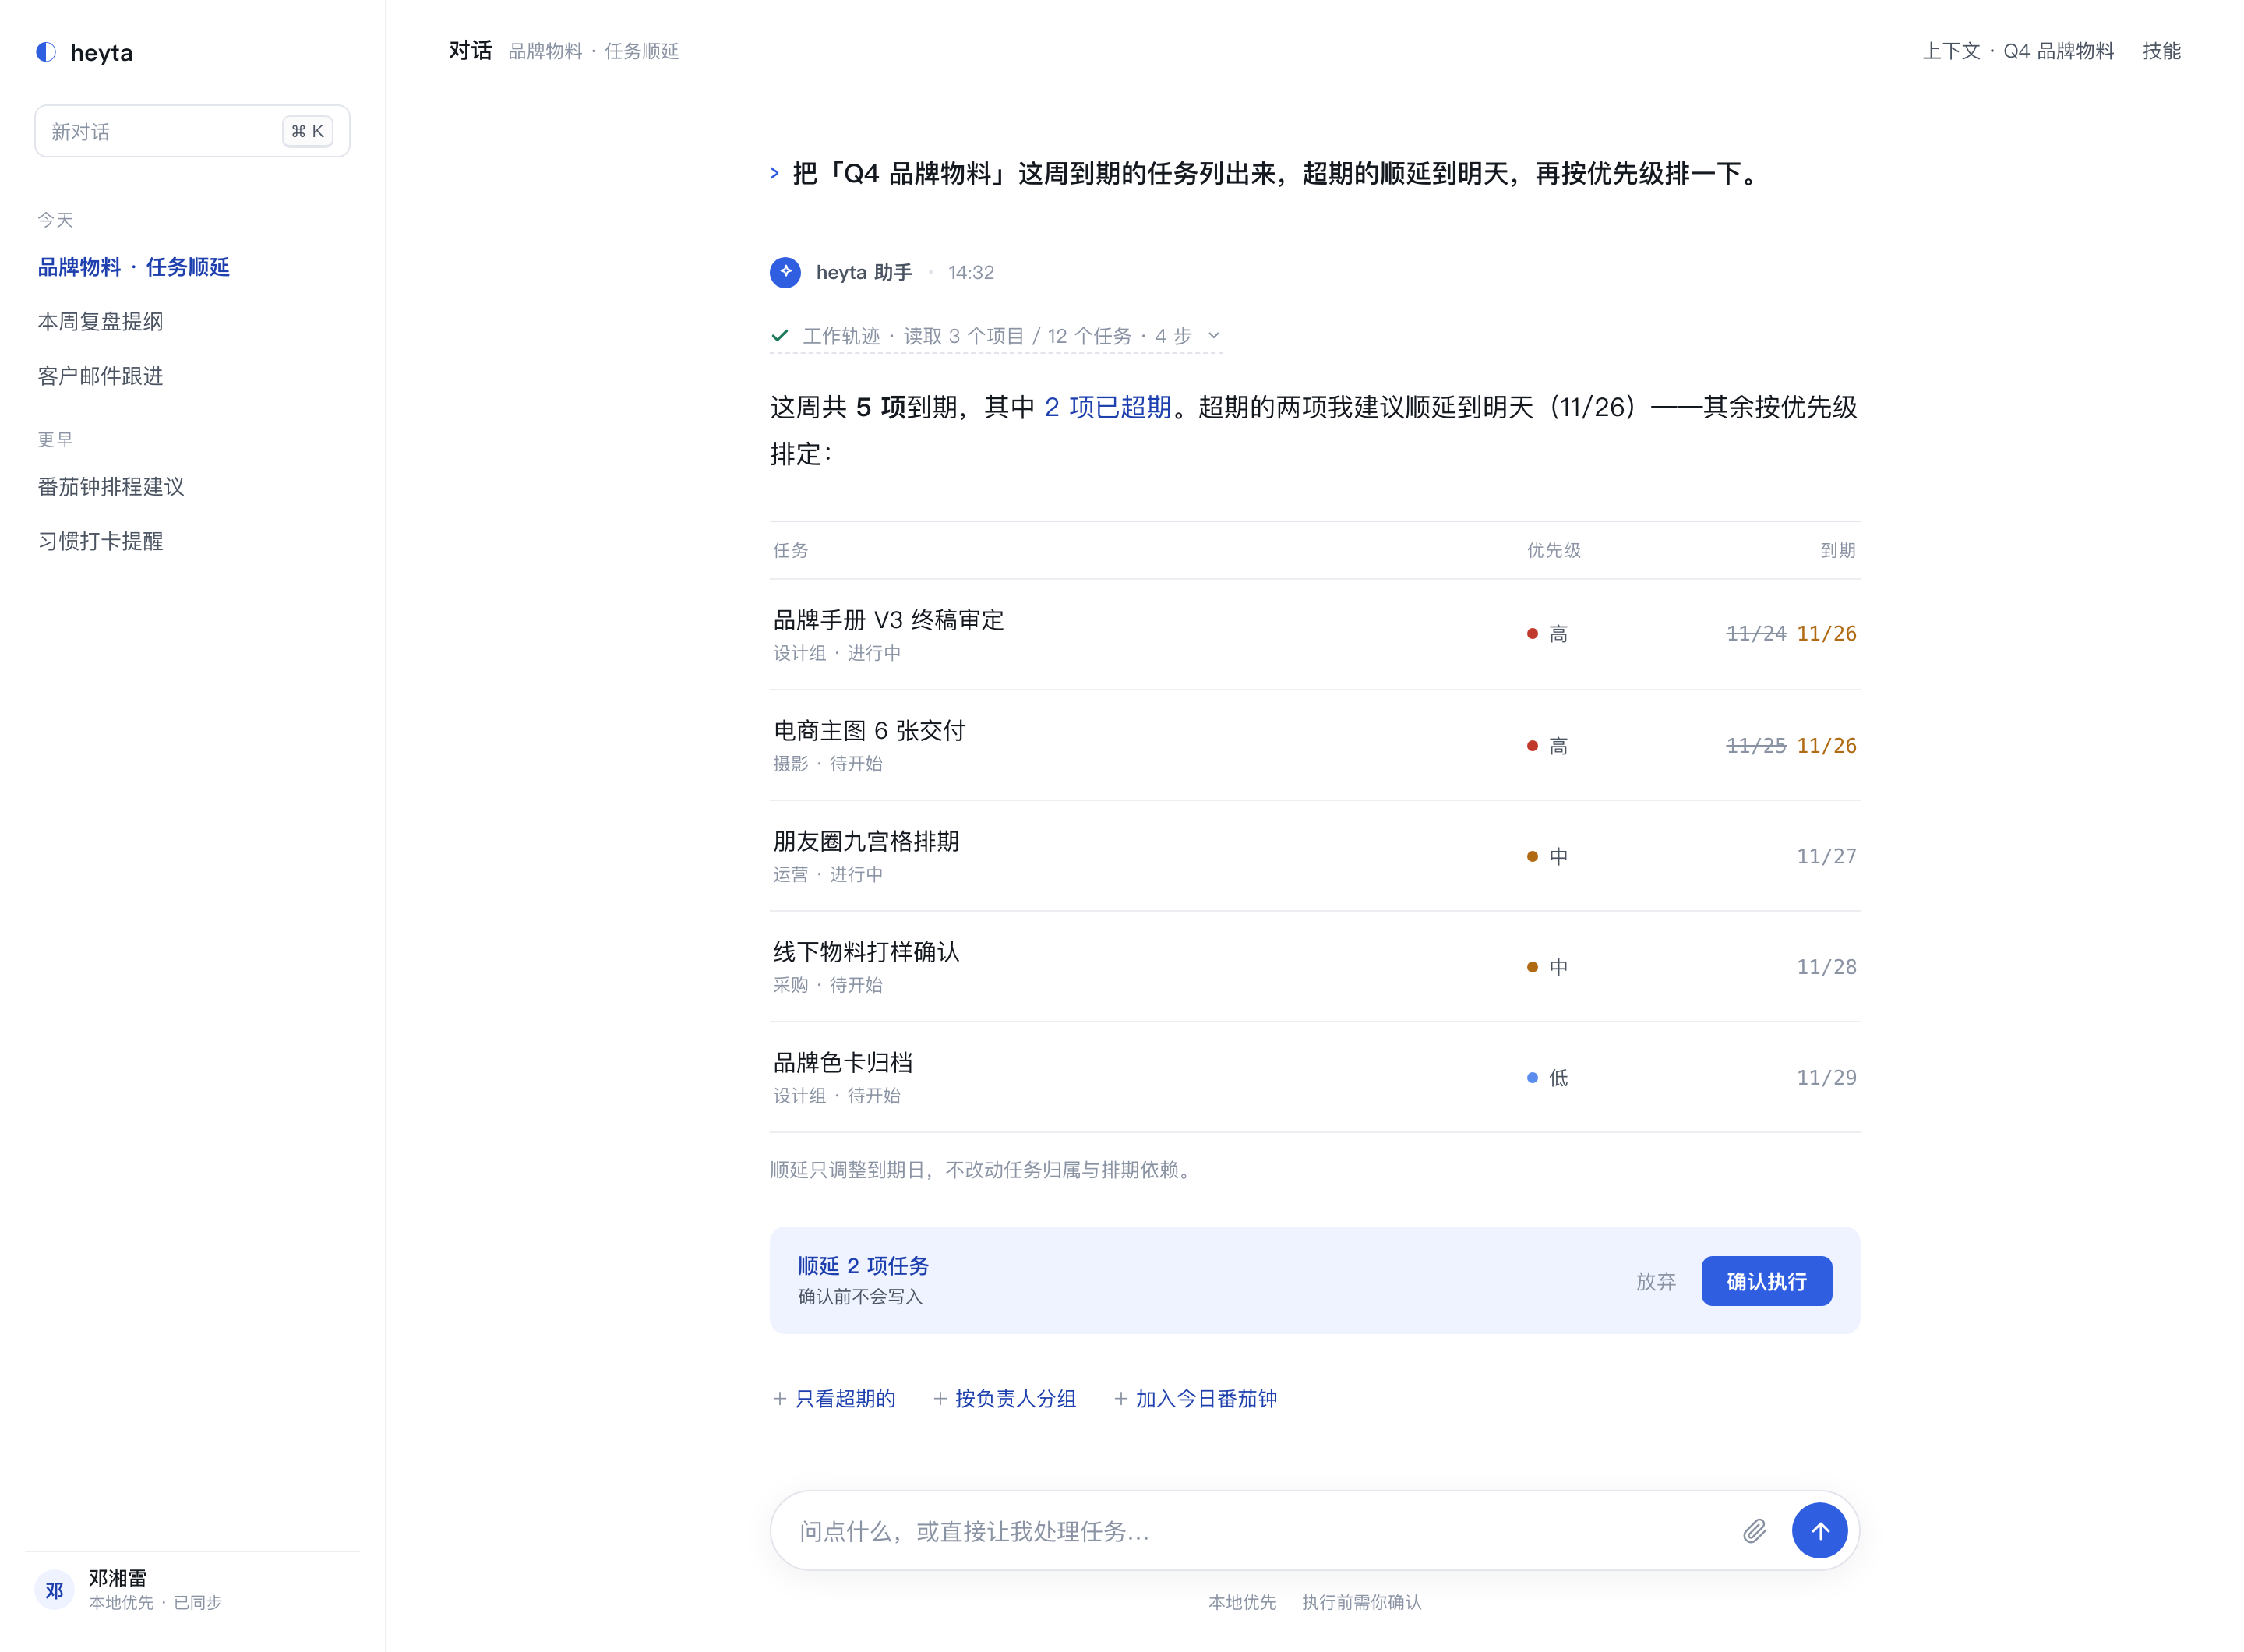 heyta
新对话
⌘ K
今天
品牌物料 · 任务顺延
本周复盘提纲
客户邮件跟进
更早
番茄钟排程建议
习惯打卡提醒
邓
邓湘雷
本地优先 · 已同步
对话 品牌物料 · 任务顺延
上下文 · Q4 品牌物料 技能
把「Q4 品牌物料」这周到期的任务列出来，超期的顺延到明天，再按优先级排一下。
heyta 助手 • 14:32
工作轨迹 · 读取 3 个项目 / 12 个任务 · 4 步
这周共 5 项到期，其中 2 项已超期。超期的两项我建议顺延到明天（11/26）——其余按优先级
排定：
任务 优先级 到期
品牌手册 V3 终稿审定
设计组 · 进行中
高 11/24 11/26
电商主图 6 张交付
摄影 · 待开始
高 11/25 11/26
朋友圈九宫格排期
运营 · 进行中
中 11/27
线下物料打样确认
采购 · 待开始
中 11/28
品牌色卡归档
设计组 · 待开始
低 11/29
顺延只调整到期日，不改动任务归属与排期依赖。
顺延 2 项任务
确认前不会写入
放弃 确认执行
+ 只看超期的 + 按负责人分组 + 加入今日番茄钟
问点什么，或直接让我处理任务…
本地优先 执行前需你确认